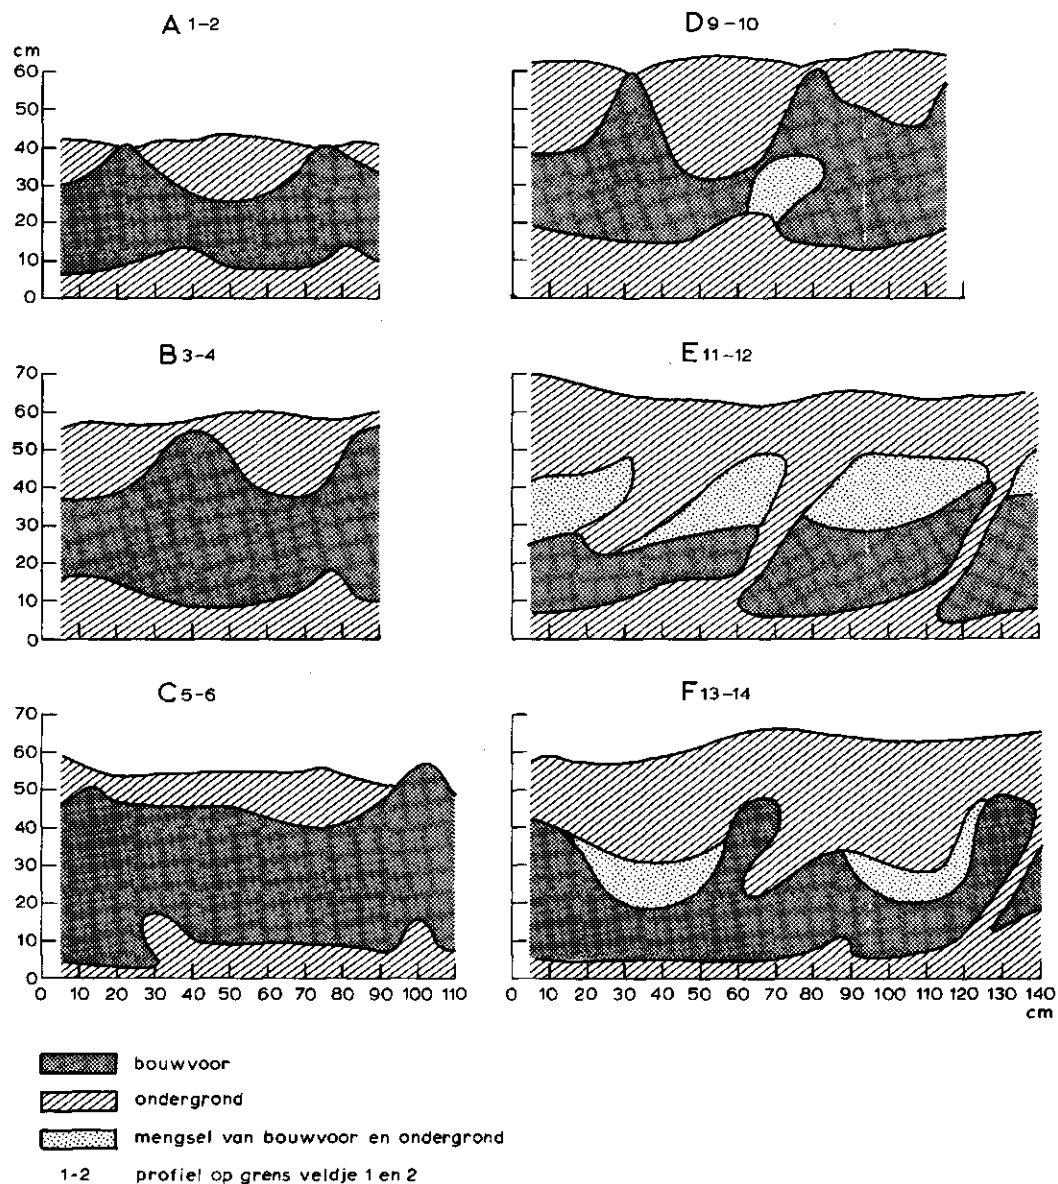 A 1-2
cm
60
50
40
30
20
10
0
D 9-10
B 3-4
70
60
50
40
30
20
10
0
E 11-12
C 5-6
70
60
50
40
30
20
10
0
0 10 20 30 40 50 60 70 80 90 100 110
F 13-14
0 10 20 30 40 50 60 70 80 90 100 110 120 130 140
cm
bouwvoor
ondergrond
mengsel van bouwvoor en ondergrond
1-2 profiel op grens veldje 1 en 2